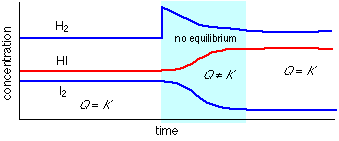 H₂
no equilibrium
HI
Q ≠ K
Q = K
I₂
Q = K
concentration
time